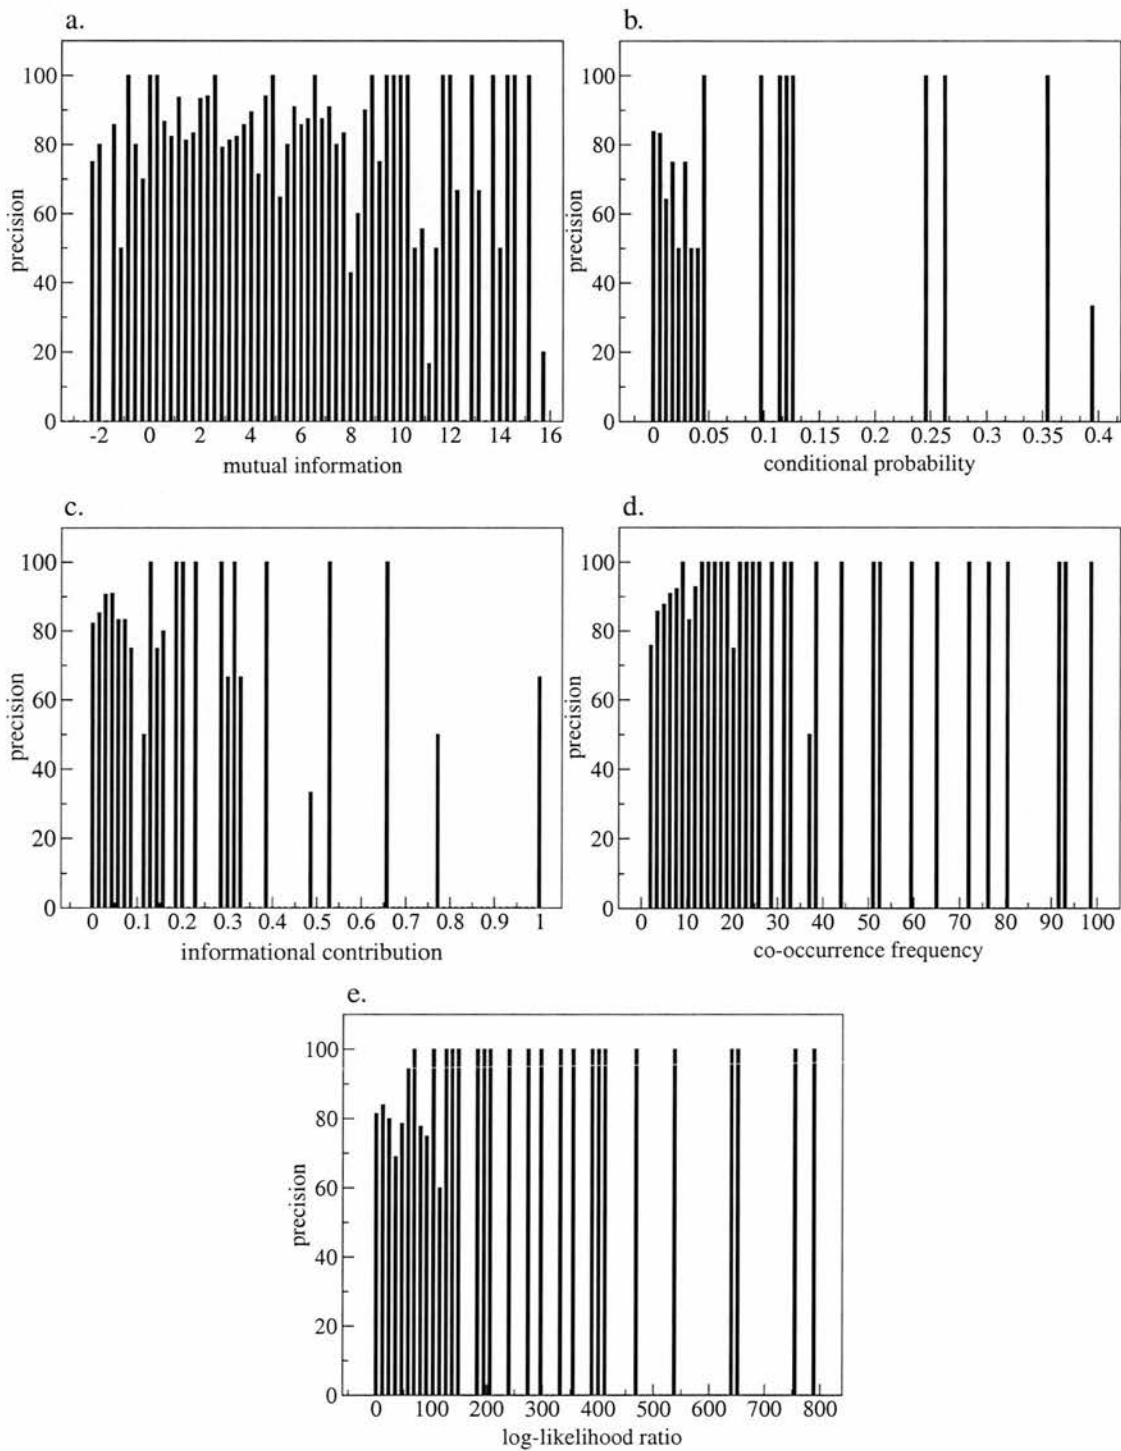 a.
100
80
60
40
20
0
precision
-2 0 2 4 6 8 10 12 14 16
mutual information
b.
100
80
60
40
20
0
precision
0 0.05 0.1 0.15 0.2 0.25 0.3 0.35 0.4
conditional probability
c.
100
80
60
40
20
0
precision
0 0.1 0.2 0.3 0.4 0.5 0.6 0.7 0.8 0.9 1
informational contribution
d.
100
80
60
40
20
0
precision
0 10 20 30 40 50 60 70 80 90 100
co-occurrence frequency
e.
100
80
60
40
20
0
precision
0 100 200 300 400 500 600 700 800
log-likelihood ratio